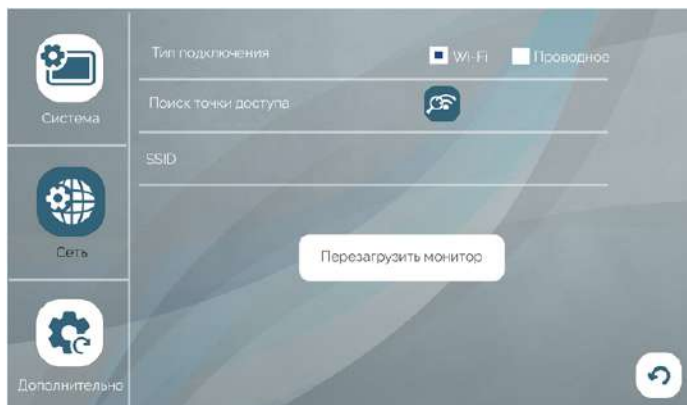 Тип подключения
Wi-Fi Проводное
Поиск точки доступа
Система
SSID
Сеть
Перезагрузить монитор
Дополнительно